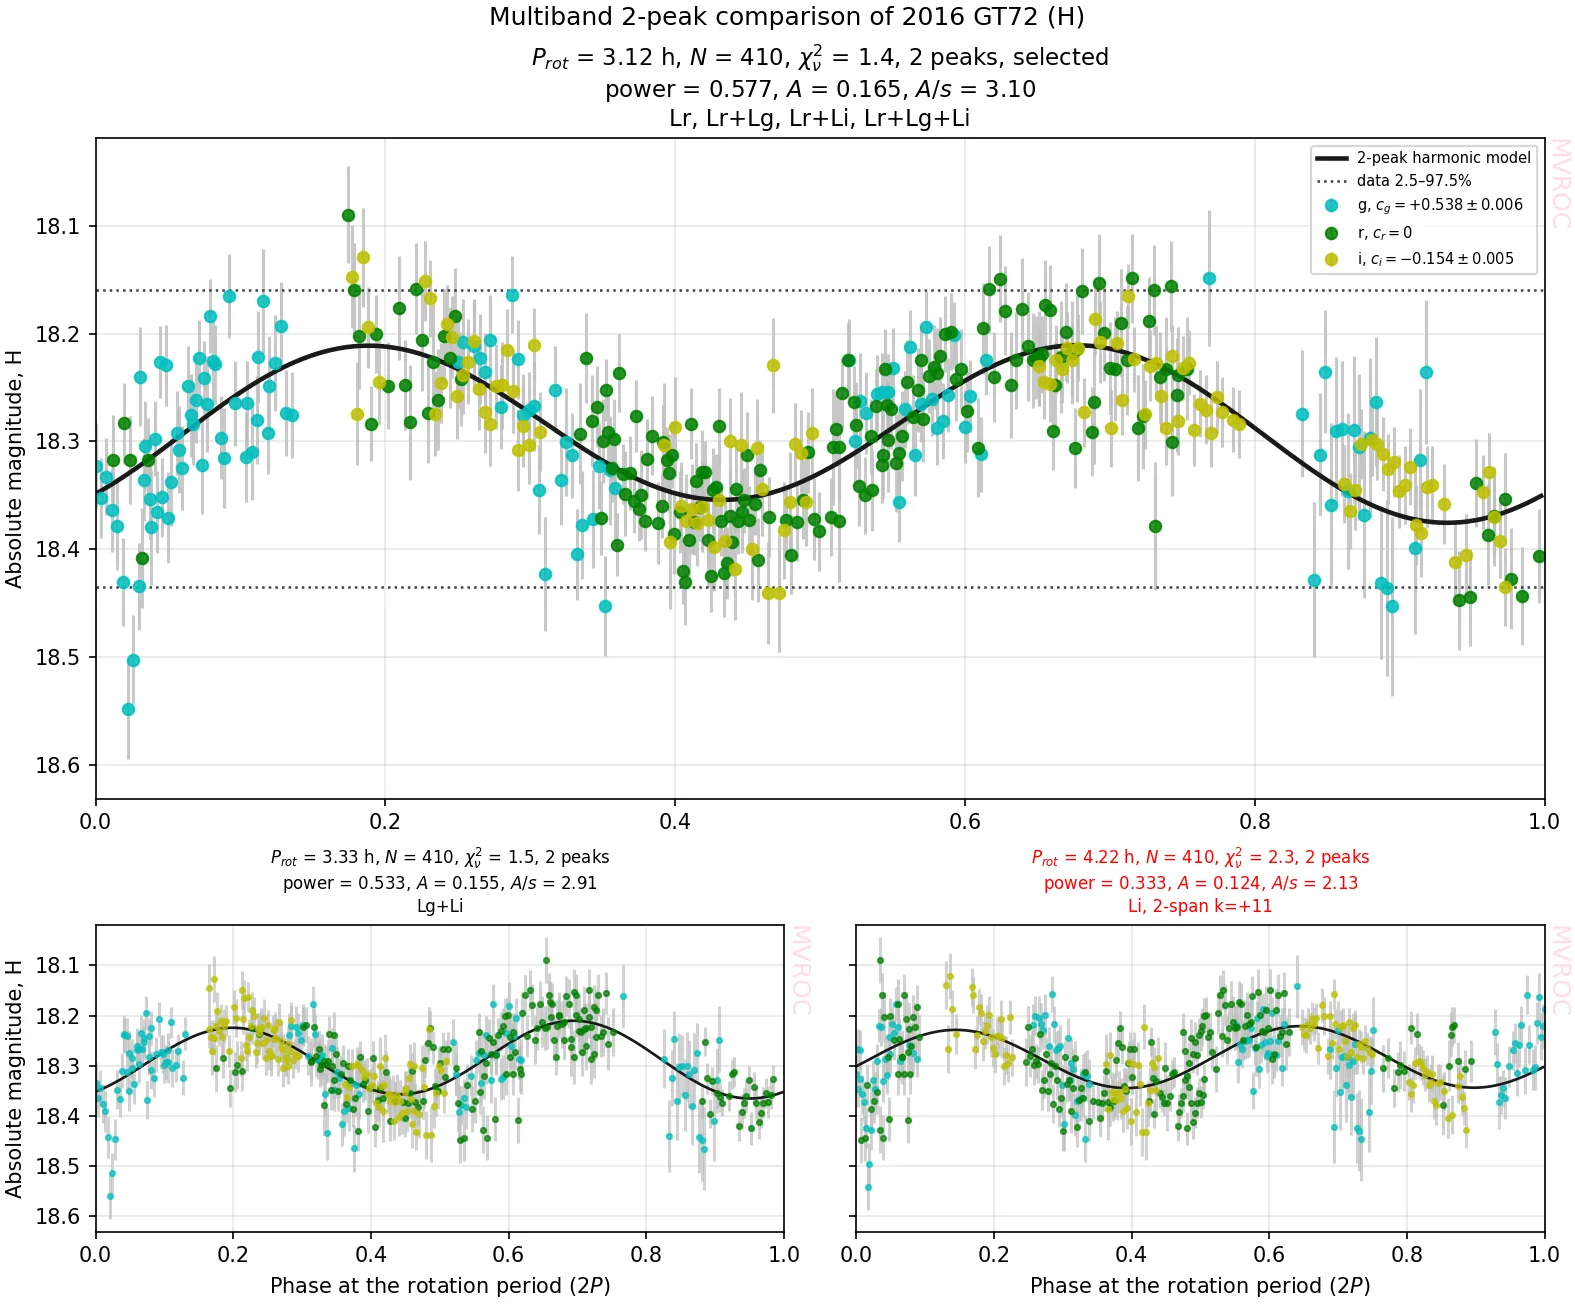 Multiband 2-peak comparison of 2016 GT72 (H)
P_rot = 3.12 h, N = 410, χ²_ν = 1.4, 2 peaks, selected
power = 0.577, A = 0.165, A/s = 3.10
Lr, Lr+Lg, Lr+Li, Lr+Lg+Li
2-peak harmonic model
data 2.5–97.5%
g, c_g = +0.538 ± 0.006
r, c_r = 0
i, c_i = −0.154 ± 0.005
MVROC
Absolute magnitude, H
18.1
18.2
18.3
18.4
18.5
18.6
0.0 0.2 0.4 0.6 0.8 1.0
P_rot = 3.33 h, N = 410, χ²_ν = 1.5, 2 peaks
power = 0.533, A = 0.155, A/s = 2.91
Lg+Li
MVROC
Absolute magnitude, H
18.1
18.2
18.3
18.4
18.5
18.6
0.0 0.2 0.4 0.6 0.8 1.0
Phase at the rotation period (2P)
P_rot = 4.22 h, N = 410, χ²_ν = 2.3, 2 peaks
power = 0.333, A = 0.124, A/s = 2.13
Li, 2-span k=+11
MVROC
0.0 0.2 0.4 0.6 0.8 1.0
Phase at the rotation period (2P)